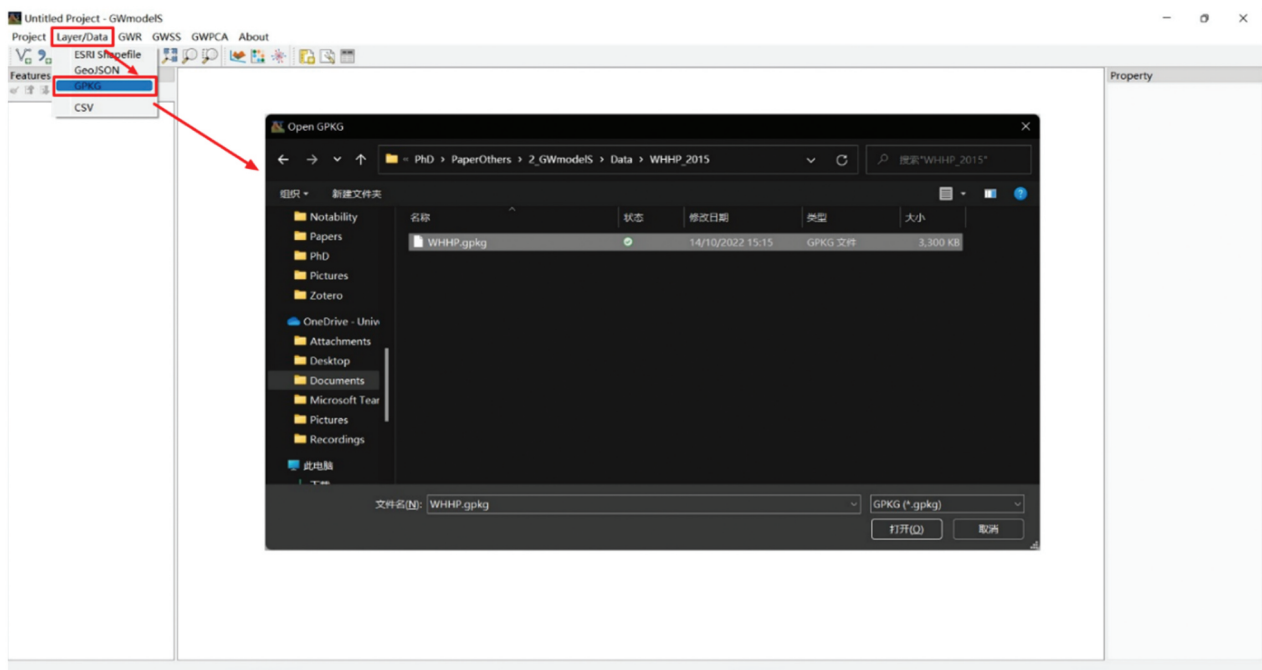 Untitled Project - GWmodelS
Project Layer/Data GWR GWSS GWPCA About
ESRI Shapefile
GeoJSON
GPKG
CSV
Features
Property
Open GPKG
« PhD › PaperOthers › 2_GWmodelS › Data › WHHP_2015
搜索"WHHP_2015"
组织 新建文件夹
名称 状态 修改日期 类型 大小
WHHP.gpkg 14/10/2022 15:15 GPKG 文件 3,300 KB
Notability
Papers
PhD
Pictures
Zotero
OneDrive - Univ
Attachments
Desktop
Documents
Microsoft Tear
Pictures
Recordings
此电脑
文件名(N): WHHP.gpkg
GPKG (*.gpkg)
打开(O) 取消